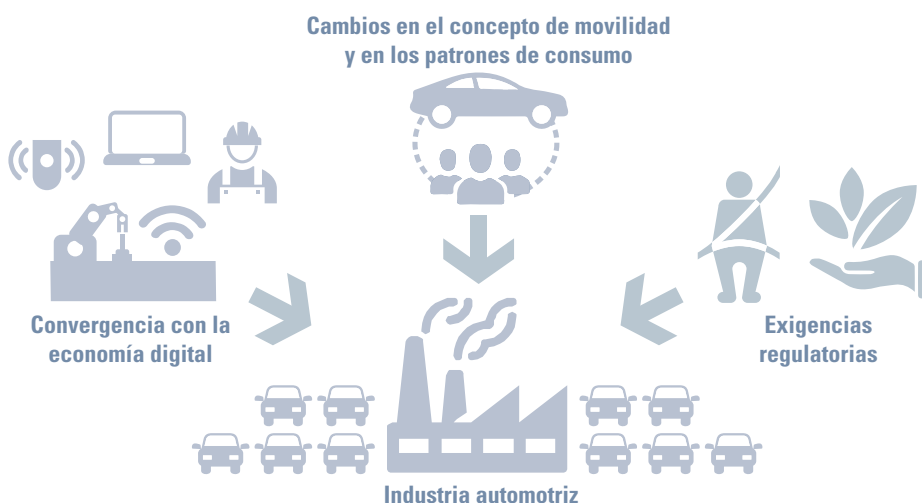 Cambios en el concepto de movilidad
y en los patrones de consumo
Convergencia con la
economía digital
Exigencias
regulatorias
Industria automotriz